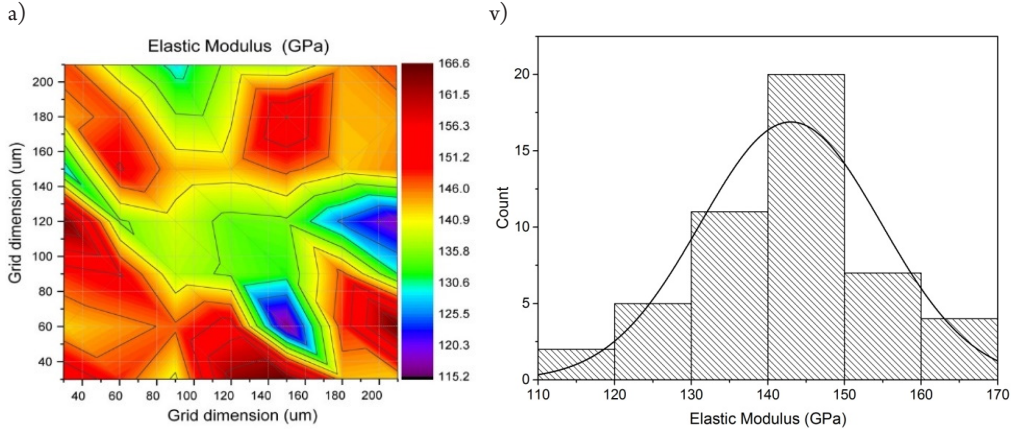 a)
v)
Elastic Modulus (GPa)
Grid dimension (um)
200
180
160
140
120
100
80
60
40
40 60 80 100 120 140 160 180 200
Grid dimension (um)
166.6
161.5
156.3
151.2
146.0
140.9
135.8
130.6
125.5
120.3
115.2
Count
20
15
10
5
0
110 120 130 140 150 160 170
Elastic Modulus (GPa)